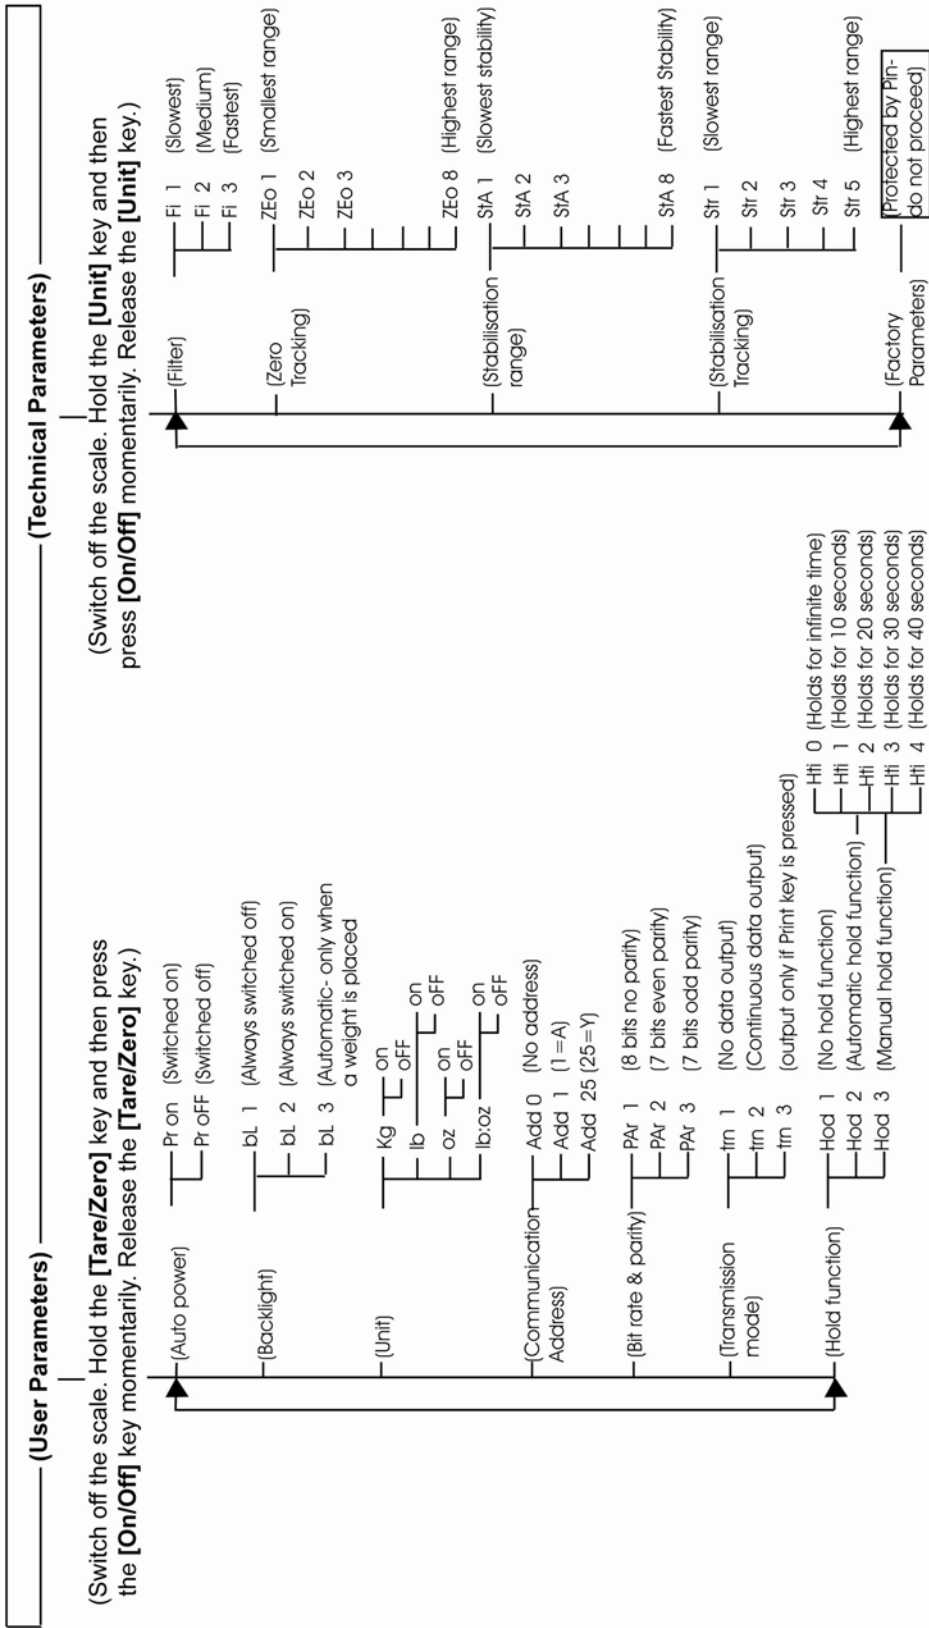 (User Parameters)
(Switch off the scale. Hold the [Tare/Zero] key and then press
the [On/Off] key momentarily. Release the [Tare/Zero] key.)
(Auto power)
Pr on (Switched on)
Pr oFF (Switched off)
(Backlight)
bL 1 (Always switched off)
bL 2 (Always switched on)
bL 3 (Automatic- only when
a weight is placed
(Unit)
Kg
on
oFF
lb
on
oFF
oz
on
oFF
lb:oz
on
oFF
(Communication
Address)
Add 0 (No address)
Add 1 (1=A)
Add 25 (25=Y)
(Bit rate & parity)
PAr 1 (8 bits no parity)
PAr 2 (7 bits even parity)
PAr 3 (7 bits odd parity)
(Transmission
mode)
trn 1 (No data output)
trn 2 (Continuous data output)
trn 3 (output only if Print key is pressed)
(Hold function)
Hod 1 (No hold function)
Hod 2 (Automatic hold function)
Hod 3 (Manual hold function)
Hti 0 (Holds for infinite time)
Hti 1 (Holds for 10 seconds)
Hti 2 (Holds for 20 seconds)
Hti 3 (Holds for 30 seconds)
Hti 4 (Holds for 40 seconds)
(Technical Parameters)
(Switch off the scale. Hold the [Unit] key and then
press [On/Off] momentarily. Release the [Unit] key.)
(Filter)
Fi 1 (Slowest)
Fi 2 (Medium)
Fi 3 (Fastest)
(Zero
Tracking)
ZEo 1 (Smallest range)
ZEo 2
ZEo 3
ZEo 8 (Highest range)
(Stabilisation
range)
StA 1 (Slowest stability)
StA 2
StA 3
StA 8 (Fastest Stability)
(Stabilisation
Tracking)
Str 1 (Slowest range)
Str 2
Str 3
Str 4
Str 5 (Highest range)
(Factory
Parameters)
(Protected by Pin-
do not proceed)